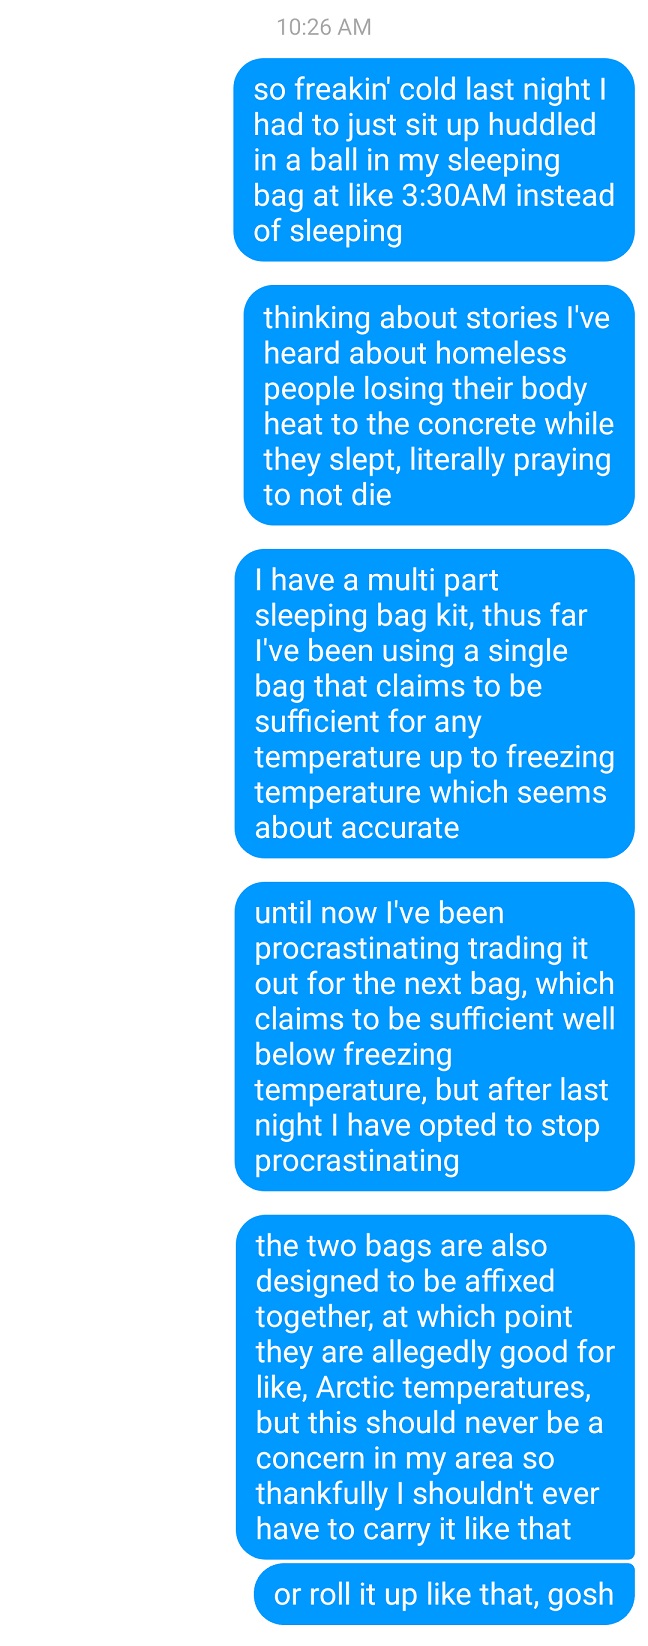 10:26 AM
so freakin' cold last night I
had to just sit up huddled
in a ball in my sleeping
bag at like 3:30AM instead
of sleeping
thinking about stories I've
heard about homeless
people losing their body
heat to the concrete while
they slept, literally praying
to not die
I have a multi part
sleeping bag kit, thus far
I've been using a single
bag that claims to be
sufficient for any
temperature up to freezing
temperature which seems
about accurate
until now I've been
procrastinating trading it
out for the next bag, which
claims to be sufficient well
below freezing
temperature, but after last
night I have opted to stop
procrastinating
the two bags are also
designed to be affixed
together, at which point
they are allegedly good for
like, Arctic temperatures,
but this should never be a
concern in my area so
thankfully I shouldn't ever
have to carry it like that
or roll it up like that, gosh